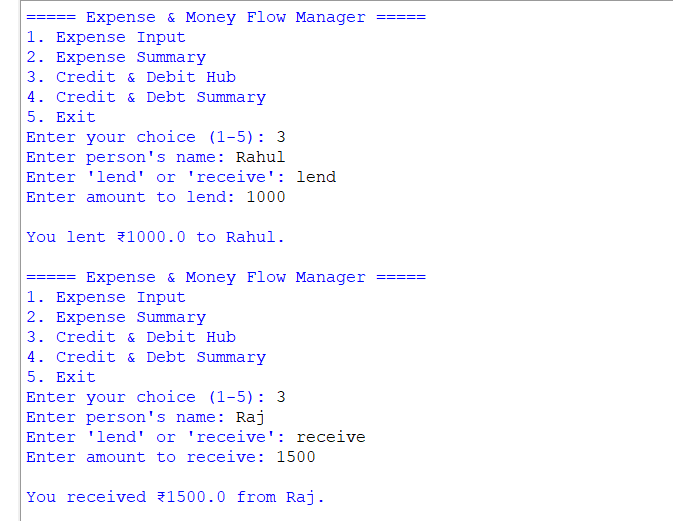 ===== Expense & Money Flow Manager =====
1. Expense Input
2. Expense Summary
3. Credit & Debit Hub
4. Credit & Debt Summary
5. Exit
Enter your choice (1-5): 3
Enter person's name: Rahul
Enter 'lend' or 'receive': lend
Enter amount to lend: 1000

You lent ₹1000.0 to Rahul.

===== Expense & Money Flow Manager =====
1. Expense Input
2. Expense Summary
3. Credit & Debit Hub
4. Credit & Debt Summary
5. Exit
Enter your choice (1-5): 3
Enter person's name: Raj
Enter 'lend' or 'receive': receive
Enter amount to receive: 1500

You received ₹1500.0 from Raj.